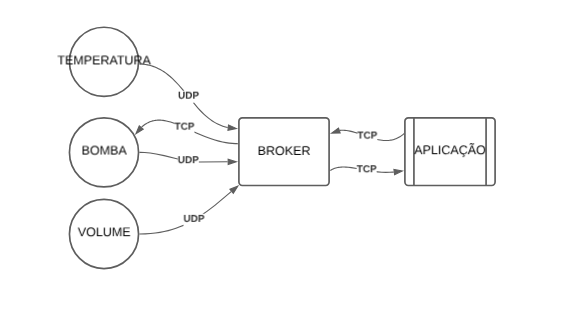 TEMPERATURA
UDP
TCP
BOMBA
UDP
BROKER
TCP
APLICAÇÃO
TCP
VOLUME
UDP